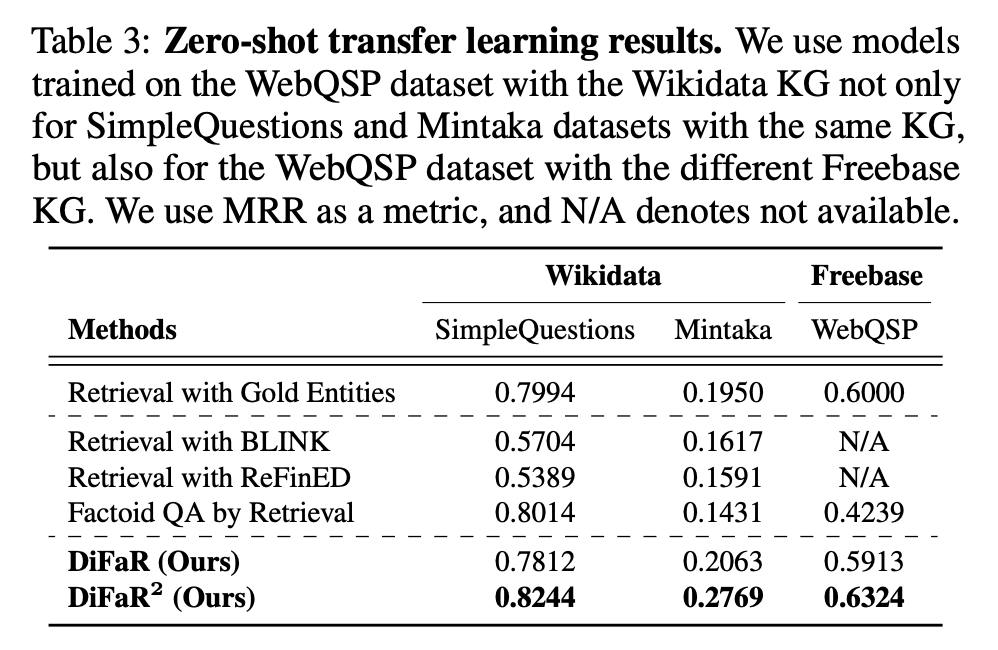 Table 3: Zero-shot transfer learning results. We use models
trained on the WebQSP dataset with the Wikidata KG not only
for SimpleQuestions and Mintaka datasets with the same KG,
but also for the WebQSP dataset with the different Freebase
KG. We use MRR as a metric, and N/A denotes not available.
Wikidata Freebase
Methods SimpleQuestions Mintaka WebQSP
Retrieval with Gold Entities 0.7994 0.1950 0.6000
Retrieval with BLINK 0.5704 0.1617 N/A
Retrieval with ReFinED 0.5389 0.1591 N/A
Factoid QA by Retrieval 0.8014 0.1431 0.4239
DiFaR (Ours) 0.7812 0.2063 0.5913
DiFaR² (Ours) 0.8244 0.2769 0.6324